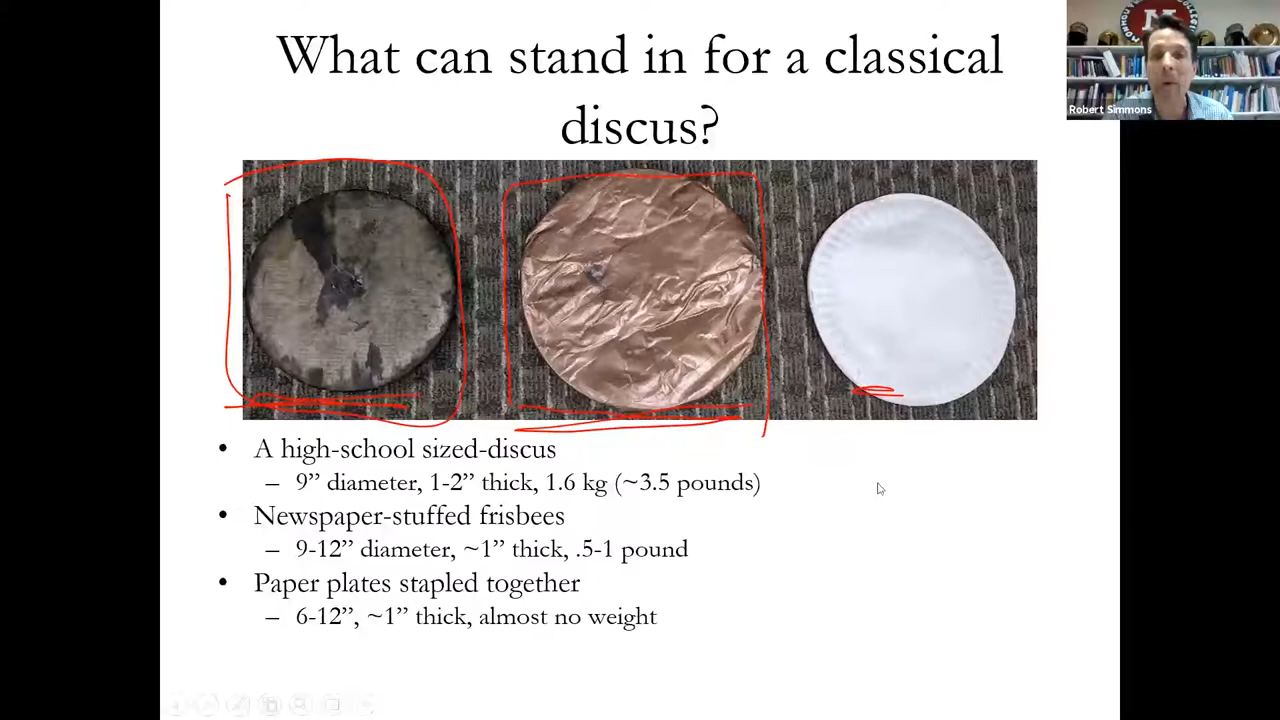 What can stand in for a classical
discus?
Robert Simmons
• A high-school sized-discus
– 9” diameter, 1-2” thick, 1.6 kg (~3.5 pounds)
• Newspaper-stuffed frisbees
– 9-12” diameter, ~1” thick, .5-1 pound
• Paper plates stapled together
– 6-12”, ~1” thick, almost no weight